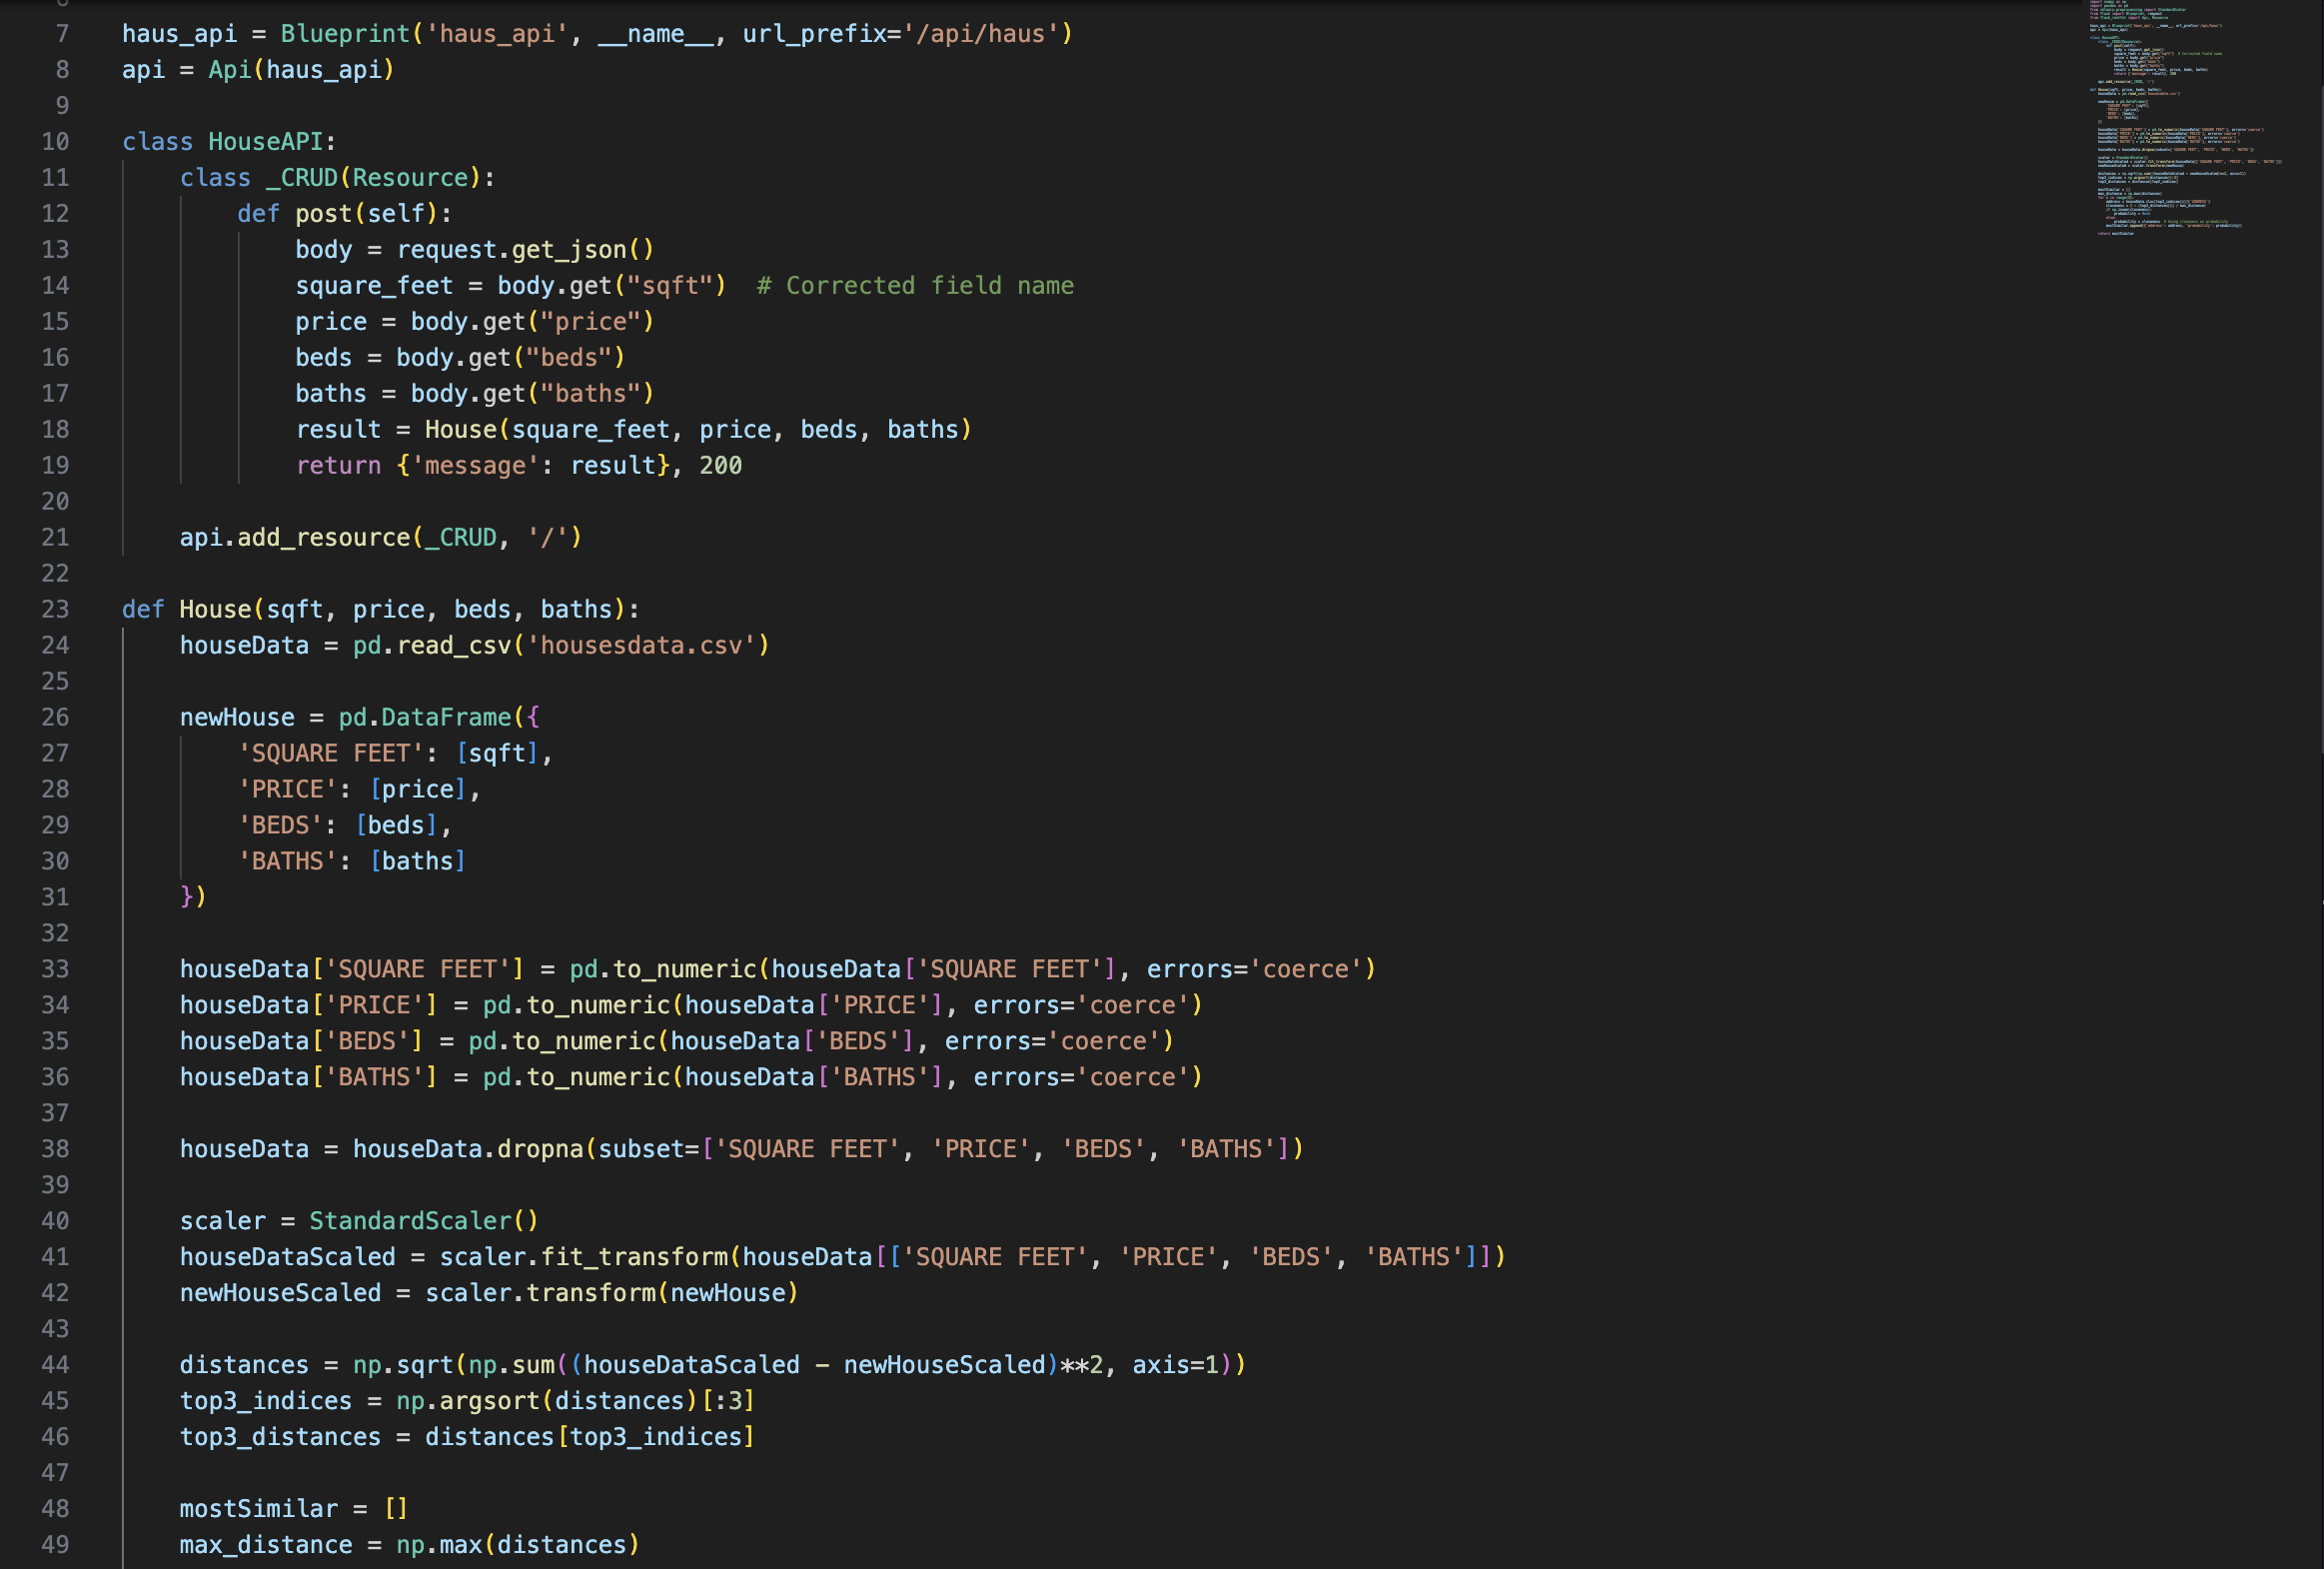 7 haus_api = Blueprint('haus_api', __name__, url_prefix='/api/haus')
8 api = Api(haus_api)
9
10 class HouseAPI:
11     class _CRUD(Resource):
12         def post(self):
13             body = request.get_json()
14             square_feet = body.get("sqft")  # Corrected field name
15             price = body.get("price")
16             beds = body.get("beds")
17             baths = body.get("baths")
18             result = House(square_feet, price, beds, baths)
19             return {'message': result}, 200
20
21     api.add_resource(_CRUD, '/')
22
23 def House(sqft, price, beds, baths):
24     houseData = pd.read_csv('housesdata.csv')
25
26     newHouse = pd.DataFrame({
27         'SQUARE FEET': [sqft],
28         'PRICE': [price],
29         'BEDS': [beds],
30         'BATHS': [baths]
31     })
32
33     houseData['SQUARE FEET'] = pd.to_numeric(houseData['SQUARE FEET'], errors='coerce')
34     houseData['PRICE'] = pd.to_numeric(houseData['PRICE'], errors='coerce')
35     houseData['BEDS'] = pd.to_numeric(houseData['BEDS'], errors='coerce')
36     houseData['BATHS'] = pd.to_numeric(houseData['BATHS'], errors='coerce')
37
38     houseData = houseData.dropna(subset=['SQUARE FEET', 'PRICE', 'BEDS', 'BATHS'])
39
40     scaler = StandardScaler()
41     houseDataScaled = scaler.fit_transform(houseData[['SQUARE FEET', 'PRICE', 'BEDS', 'BATHS']])
42     newHouseScaled = scaler.transform(newHouse)
43
44     distances = np.sqrt(np.sum((houseDataScaled - newHouseScaled)**2, axis=1))
45     top3_indices = np.argsort(distances)[:3]
46     top3_distances = distances[top3_indices]
47
48     mostSimilar = []
49     max_distance = np.max(distances)